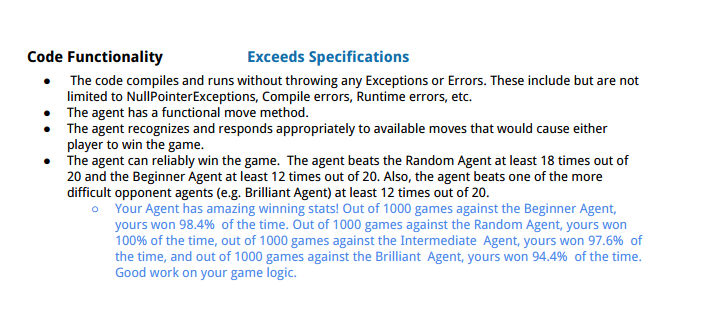 Code Functionality Exceeds Specifications
● The code compiles and runs without throwing any Exceptions or Errors. These include but are not
limited to NullPointerExceptions, Compile errors, Runtime errors, etc.
● The agent has a functional move method.
● The agent recognizes and responds appropriately to available moves that would cause either
player to win the game.
● The agent can reliably win the game. The agent beats the Random Agent at least 18 times out of
20 and the Beginner Agent at least 12 times out of 20. Also, the agent beats one of the more
difficult opponent agents (e.g. Brilliant Agent) at least 12 times out of 20.
○ Your Agent has amazing winning stats! Out of 1000 games against the Beginner Agent,
yours won 98.4% of the time. Out of 1000 games against the Random Agent, yours won
100% of the time, out of 1000 games against the Intermediate Agent, yours won 97.6% of
the time, and out of 1000 games against the Brilliant Agent, yours won 94.4% of the time.
Good work on your game logic.